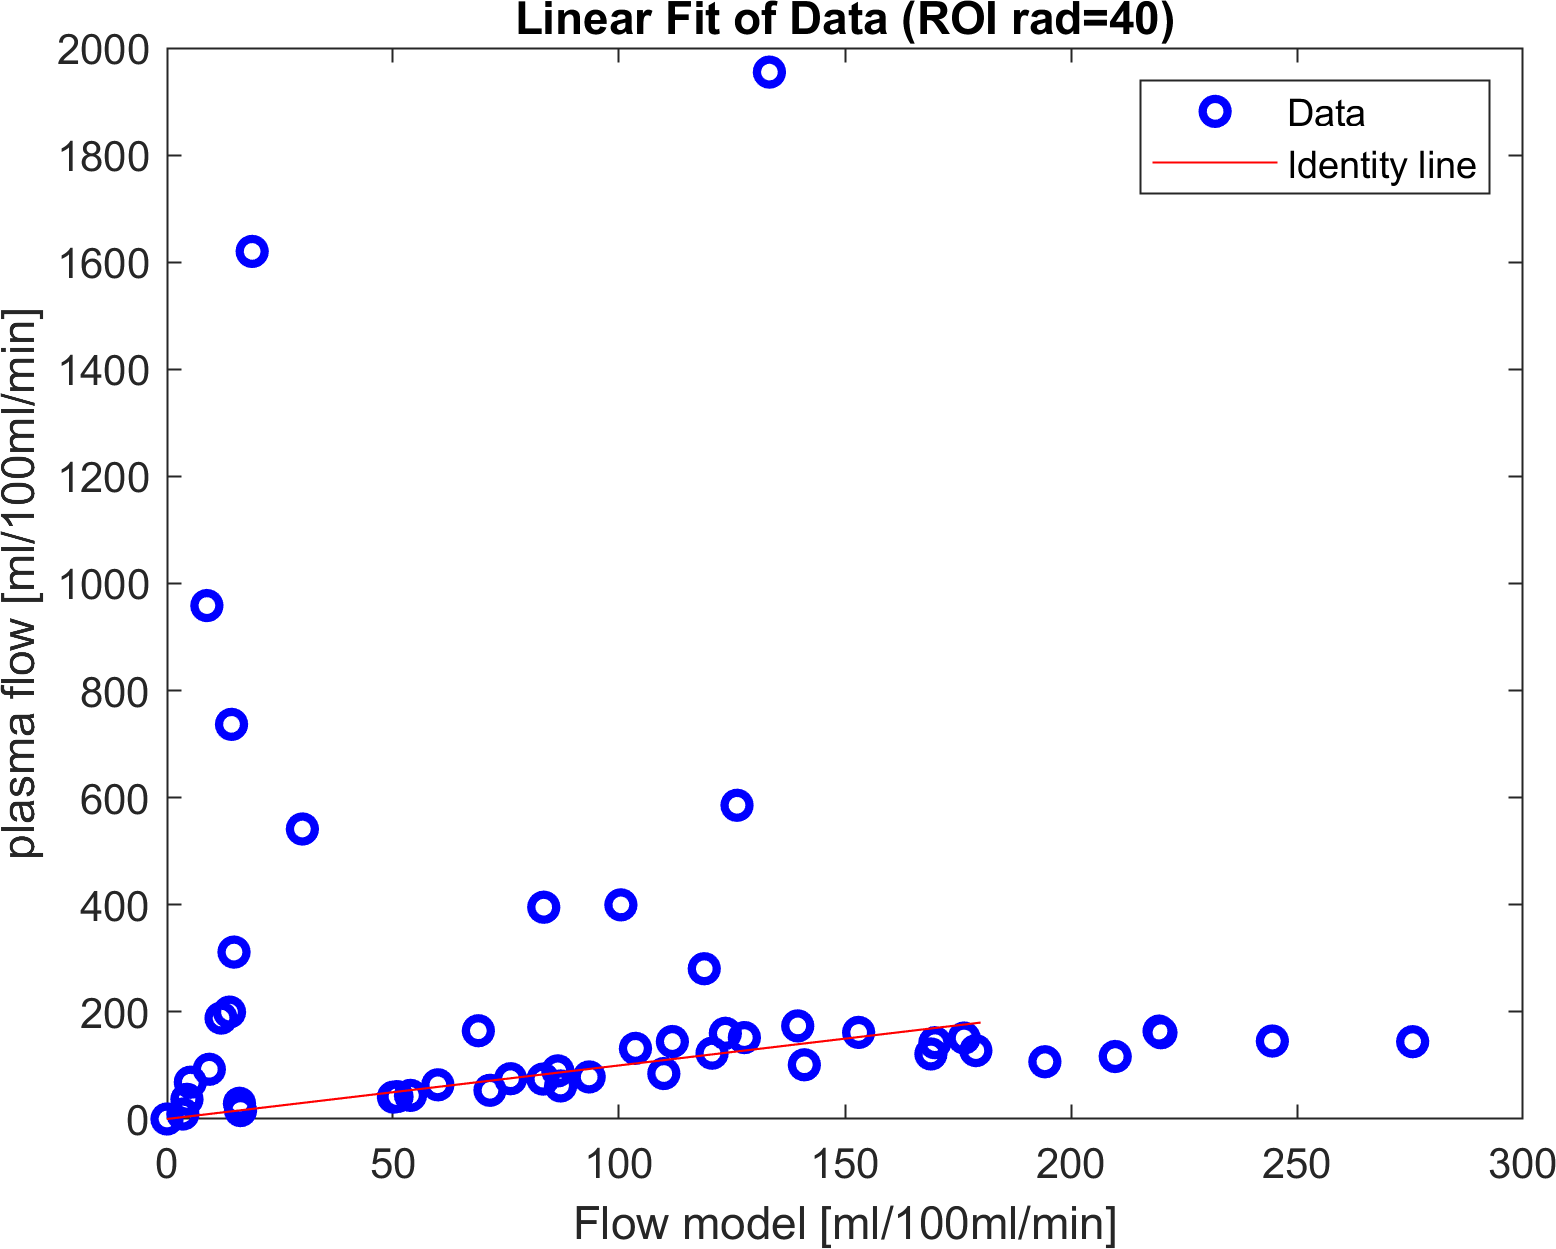 Linear Fit of Data (ROI rad=40)
2000
1800
1600
1400
1200
1000
800
600
400
200
0
plasma flow [ml/100ml/min]
Data
Identity line
0 50 100 150 200 250 300
Flow model [ml/100ml/min]